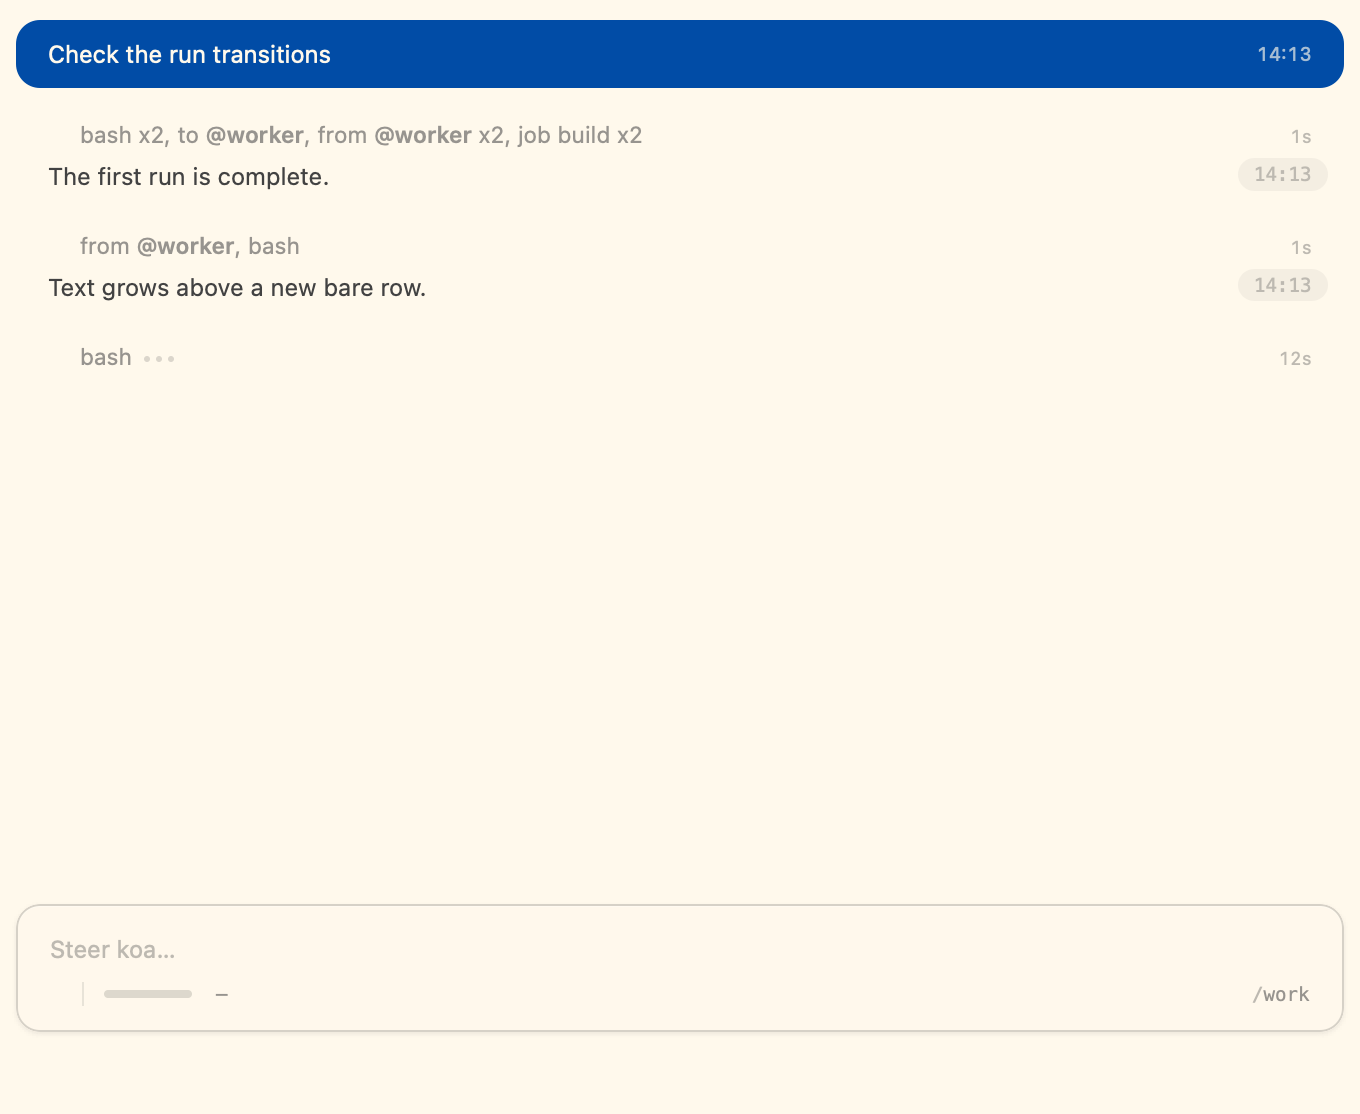 Check the run transitions 14:13
bash x2, to @worker, from @worker x2, job build x2 1s
The first run is complete. 14:13
from @worker, bash 1s
Text grows above a new bare row. 14:13
bash 12s
Steer koa...
– /work